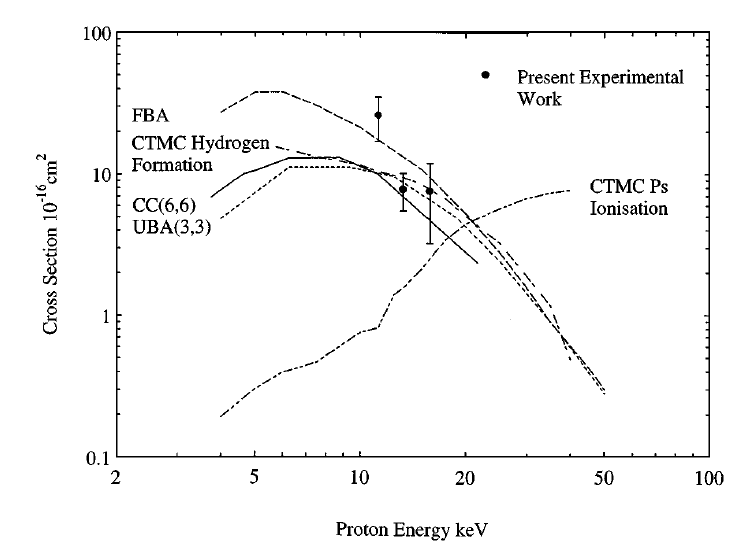 100
Present Experimental
Work
FBA
CTMC Hydrogen
Formation
10
CTMC Ps
Ionisation
CC(6,6)
UBA(3,3)
Cross Section 10⁻¹⁶cm²
1
0.1
2
5
10
20
50
100
Proton Energy keV